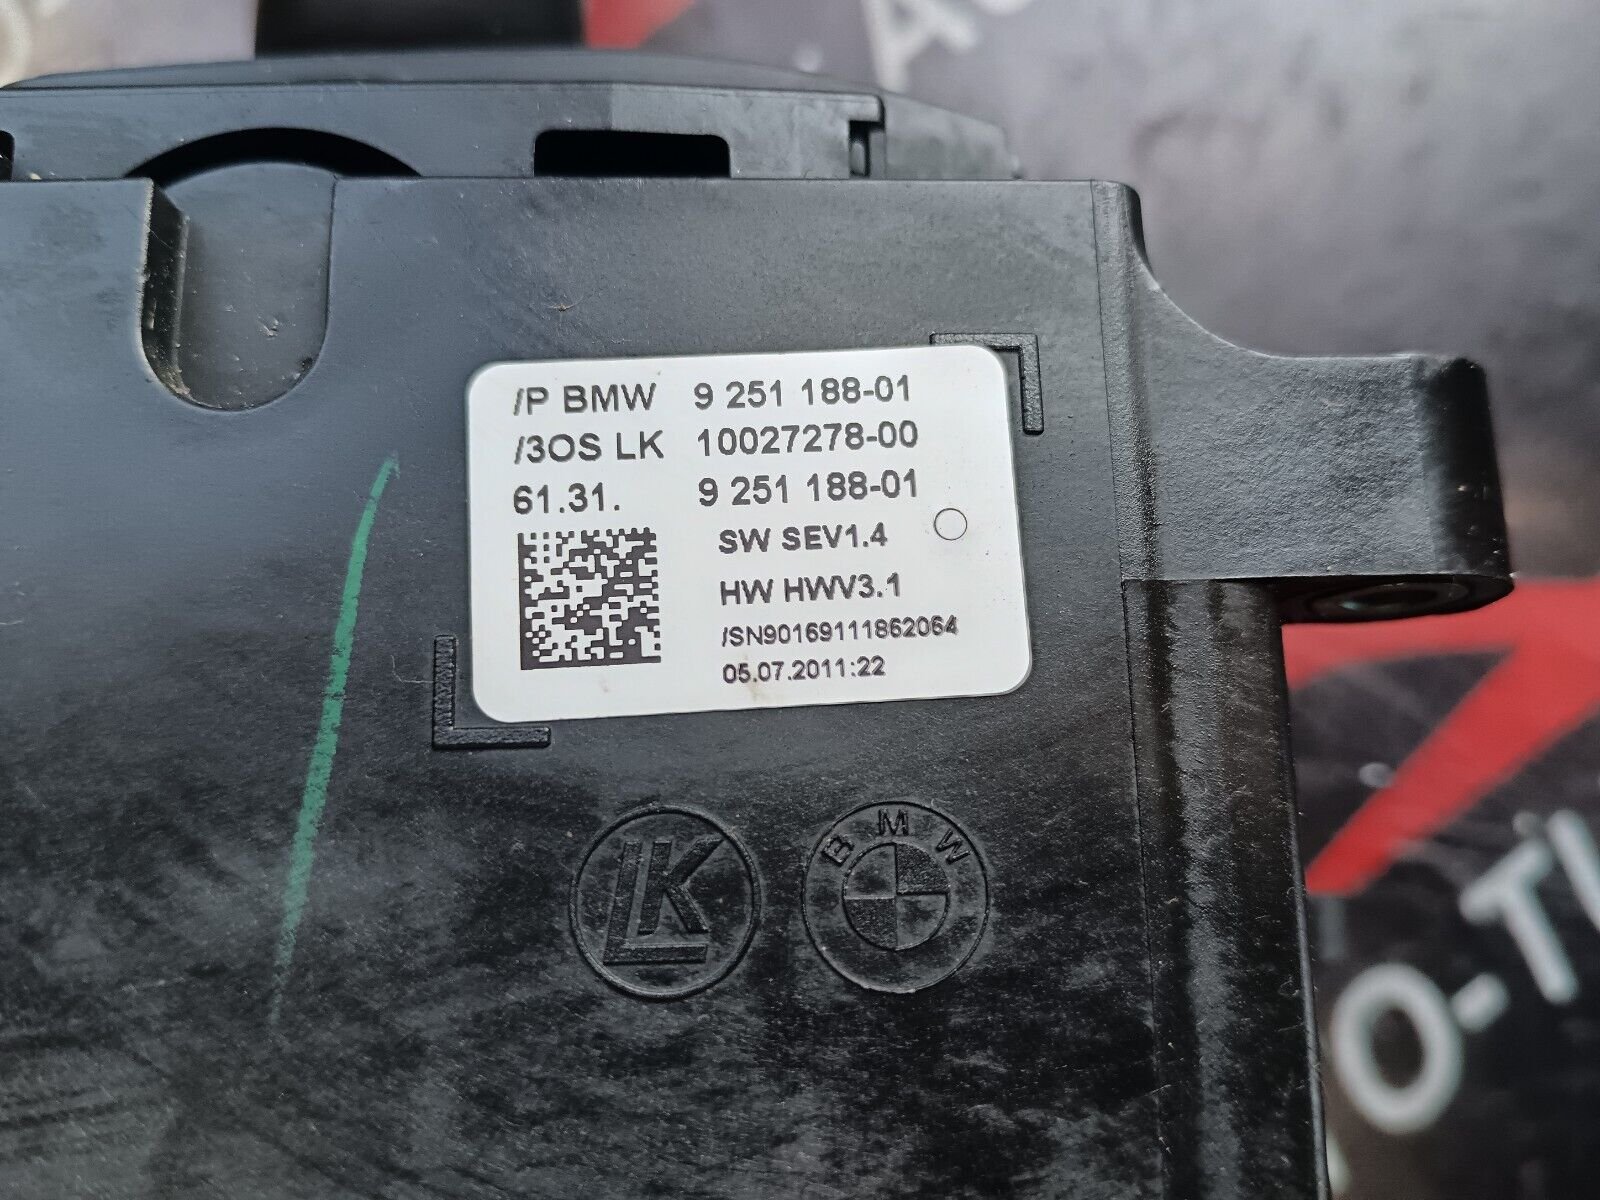 /P BMW 9 251 188-01
/3OS LK 10027278-00
61.31. 9 251 188-01
SW SEV1.4
HW HWV3.1
/SN90169111862064
05.07.2011:22
LK
BMW
O-TU